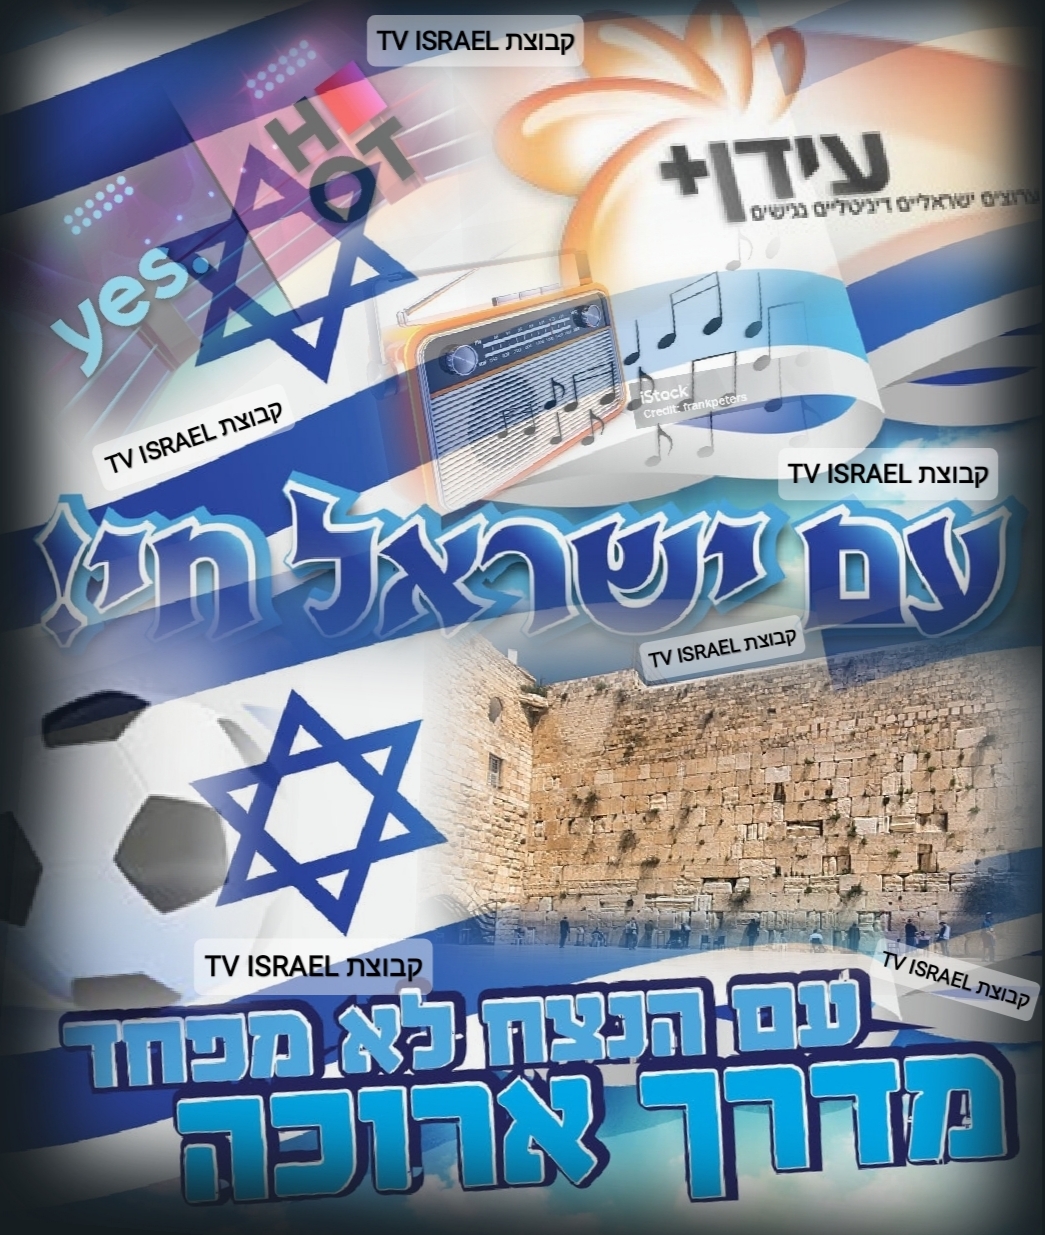 קבוצת TV ISRAEL
HOT
עידן+
ערוצים ישראליים דיגיטליים נגישים
yes.
iStock
Credit: frankpeters
קבוצת TV ISRAEL
קבוצת TV ISRAEL
עם ישראל חי!
קבוצת TV ISRAEL
קבוצת TV ISRAEL
קבוצת TV ISRAEL
עם הנצח לא מפחד
מדרך ארוכה